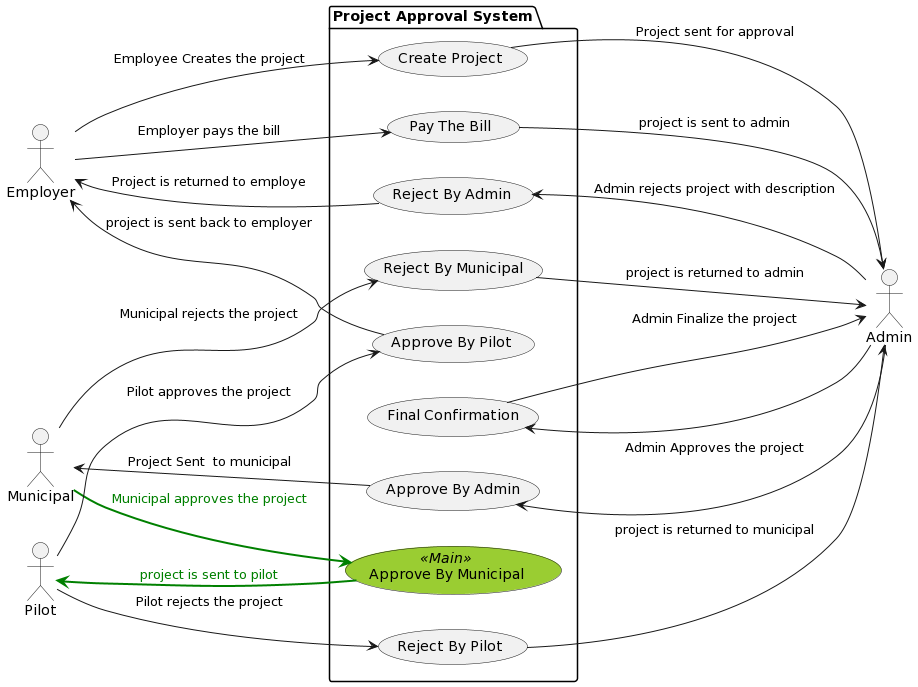 Project Approval System
Project sent for approval
Employee Creates the project
Create Project
Employer pays the bill
Pay The Bill
project is sent to admin
Employer
Project is returned to employe
Reject By Admin
Admin rejects project with description
project is sent back to employer
Reject By Municipal
project is returned to admin
Municipal rejects the project
Admin Finalize the project
Admin
Approve By Pilot
Pilot approves the project
Final Confirmation
Admin Approves the project
Project Sent  to municipal
Approve By Admin
Municipal
Municipal approves the project
project is returned to municipal
«Main»
Approve By Municipal
project is sent to pilot
Pilot
Pilot rejects the project
Reject By Pilot